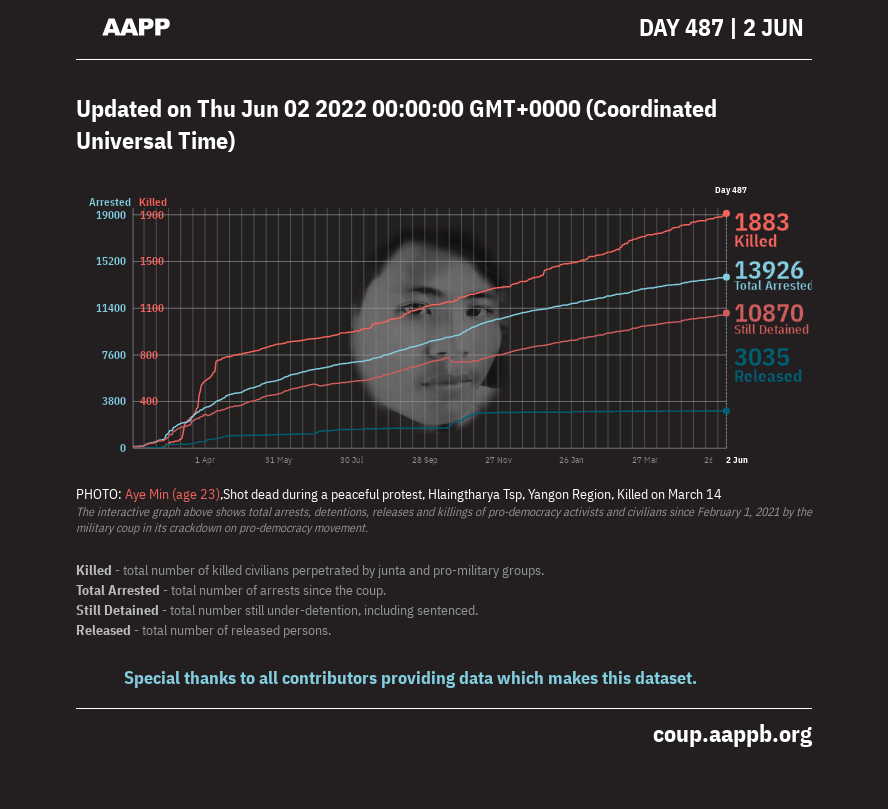 AAPP
DAY 487 | 2 JUN
Updated on Thu Jun 02 2022 00:00:00 GMT+0000 (Coordinated
Universal Time)
Day 487
Arrested Killed
19000 1900
15200 1500
11400 1100
7600 800
3800 400
0
1883
Killed
13926
Total Arrested
10870
Still Detained
3035
Released
1 Apr 31 May 30 Jul 28 Sep 27 Nov 26 Jan 27 Mar 26 2 Jun
PHOTO: Aye Min (age 23),Shot dead during a peaceful protest, Hlaingtharya Tsp, Yangon Region, Killed on March 14
The interactive graph above shows total arrests, detentions, releases and killings of pro-democracy activists and civilians since February 1, 2021 by the
military coup in its crackdown on pro-democracy movement.
Killed - total number of killed civilians perpetrated by junta and pro-military groups.
Total Arrested - total number of arrests since the coup.
Still Detained - total number still under-detention, including sentenced.
Released - total number of released persons.
Special thanks to all contributors providing data which makes this dataset.
coup.aappb.org